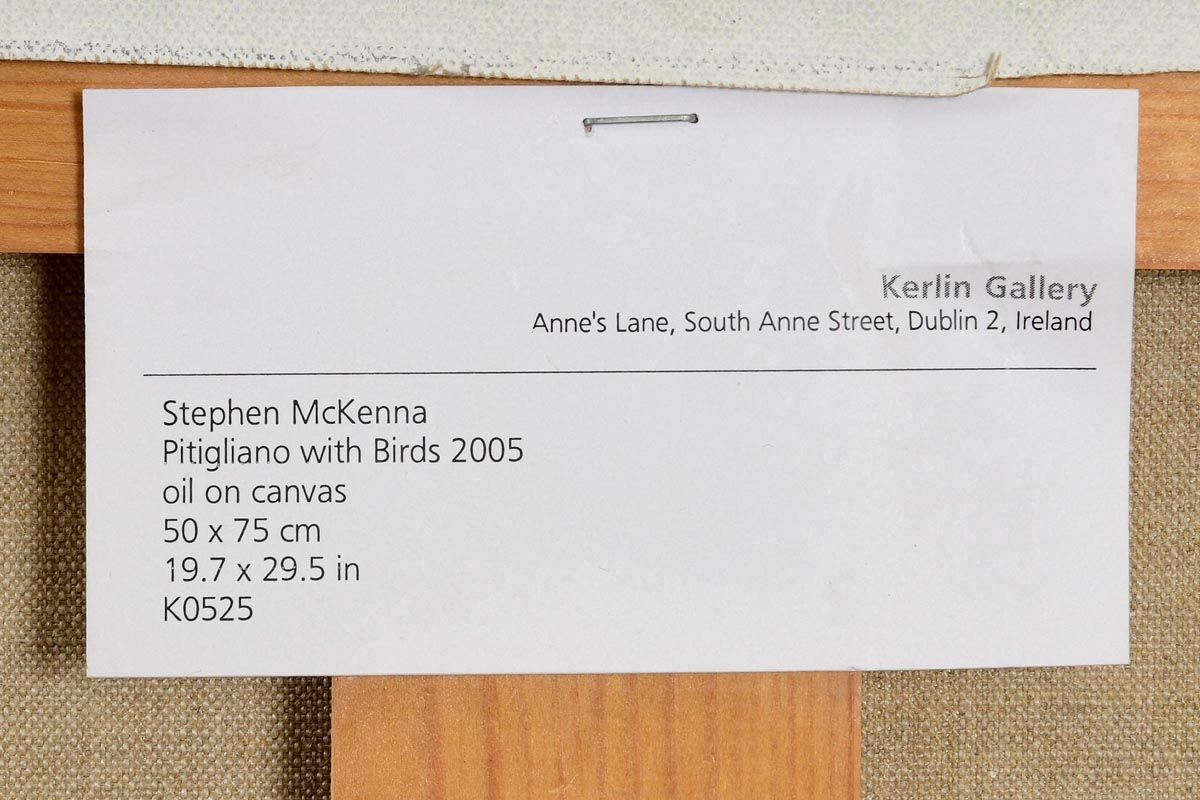 Kerlin Gallery
Anne's Lane, South Anne Street, Dublin 2, Ireland
Stephen McKenna
Pitigliano with Birds 2005
oil on canvas
50 x 75 cm
19.7 x 29.5 in
K0525